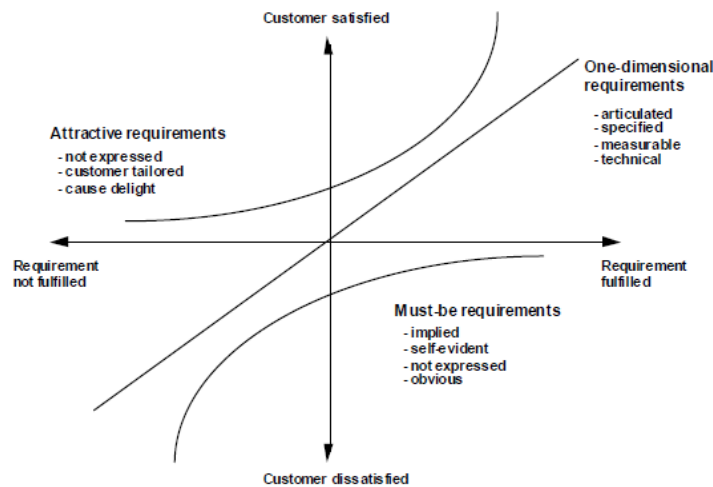 Customer satisfied
One-dimensional
requirements
- articulated
- specified
- measurable
- technical
Attractive requirements
- not expressed
- customer tailored
- cause delight
Requirement
not fulfilled
Requirement
fulfilled
Must-be requirements
- implied
- self-evident
- not expressed
- obvious
Customer dissatisfied